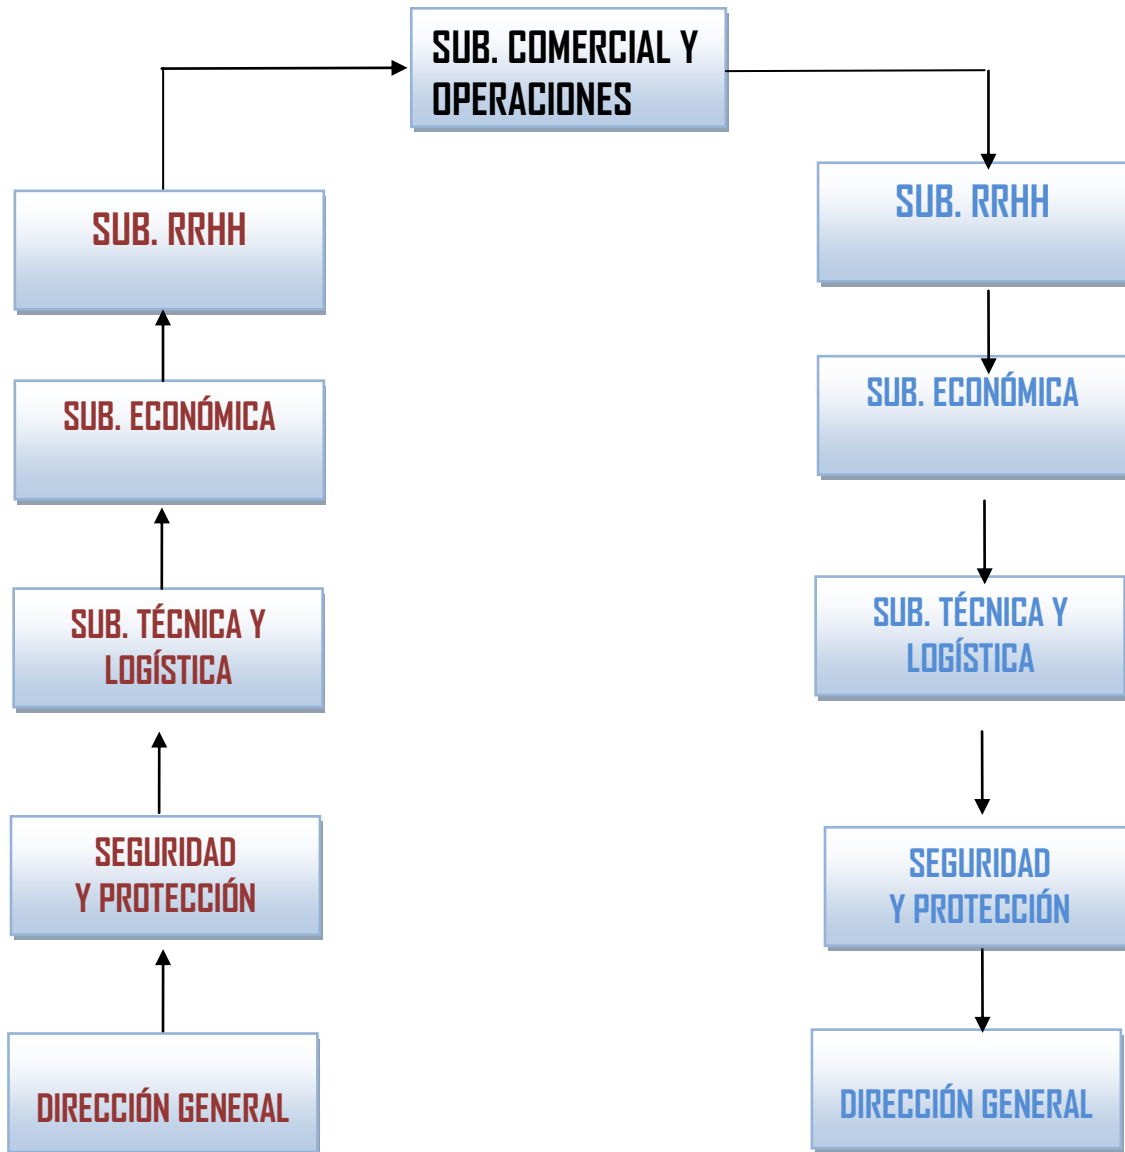 SUB. COMERCIAL Y
OPERACIONES
SUB. RRHH
SUB. ECONÓMICA
SUB. TÉCNICA Y
LOGÍSTICA
SEGURIDAD
Y PROTECCIÓN
DIRECCIÓN GENERAL
SUB. RRHH
SUB. ECONÓMICA
SUB. TÉCNICA Y
LOGÍSTICA
SEGURIDAD
Y PROTECCIÓN
DIRECCIÓN GENERAL